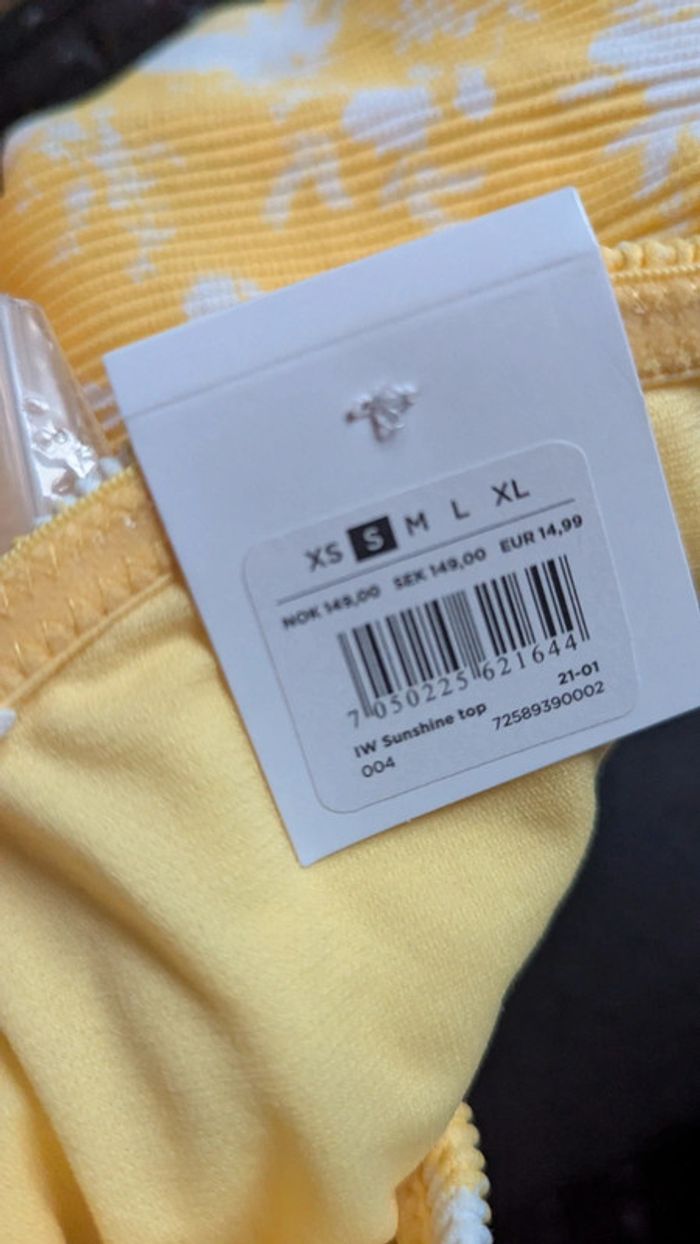 XS S M L XL
NOK 149,00 SEK 149,00 EUR 14,99
7 050225 621644
21-01
IW Sunshine top 72589390002
004